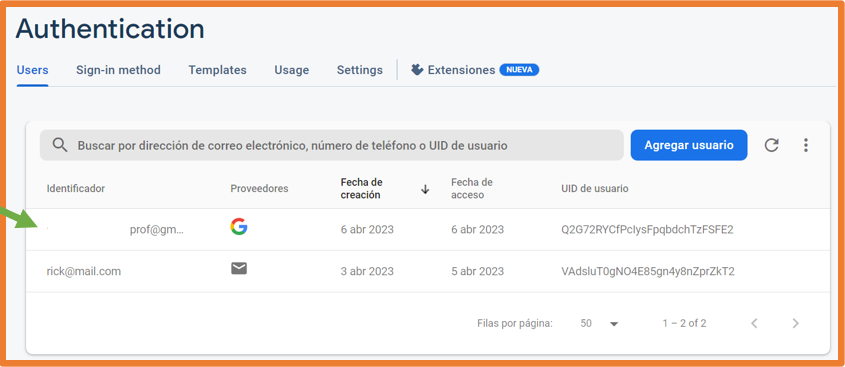 Authentication
Users Sign-in method Templates Usage Settings Extensiones NUEVA
Buscar por dirección de correo electrónico, número de teléfono o UID de usuario Agregar usuario
Identificador Proveedores Fecha de creación Fecha de acceso UID de usuario
prof@gm... 6 abr 2023 6 abr 2023 Q2G72RYCfPcIysFpqbdchTzFSFE2
rick@mail.com 3 abr 2023 5 abr 2023 VAdsluT0gNO4E85gn4y8nZprZkT2
Filas por página: 50 1 – 2 of 2